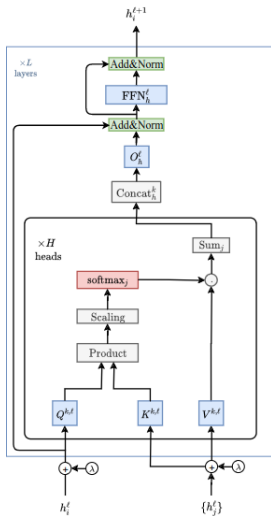 h_i^{ℓ+1}
×L
layers
Add&Norm
FFN_h^ℓ
Add&Norm
O_h^ℓ
Concat_h^k
×H
heads
Sum_j
softmax_j
·
Scaling
Product
Q^{k,ℓ} K^{k,ℓ} V^{k,ℓ}
+ λ + λ
h_i^ℓ {h_j^ℓ}